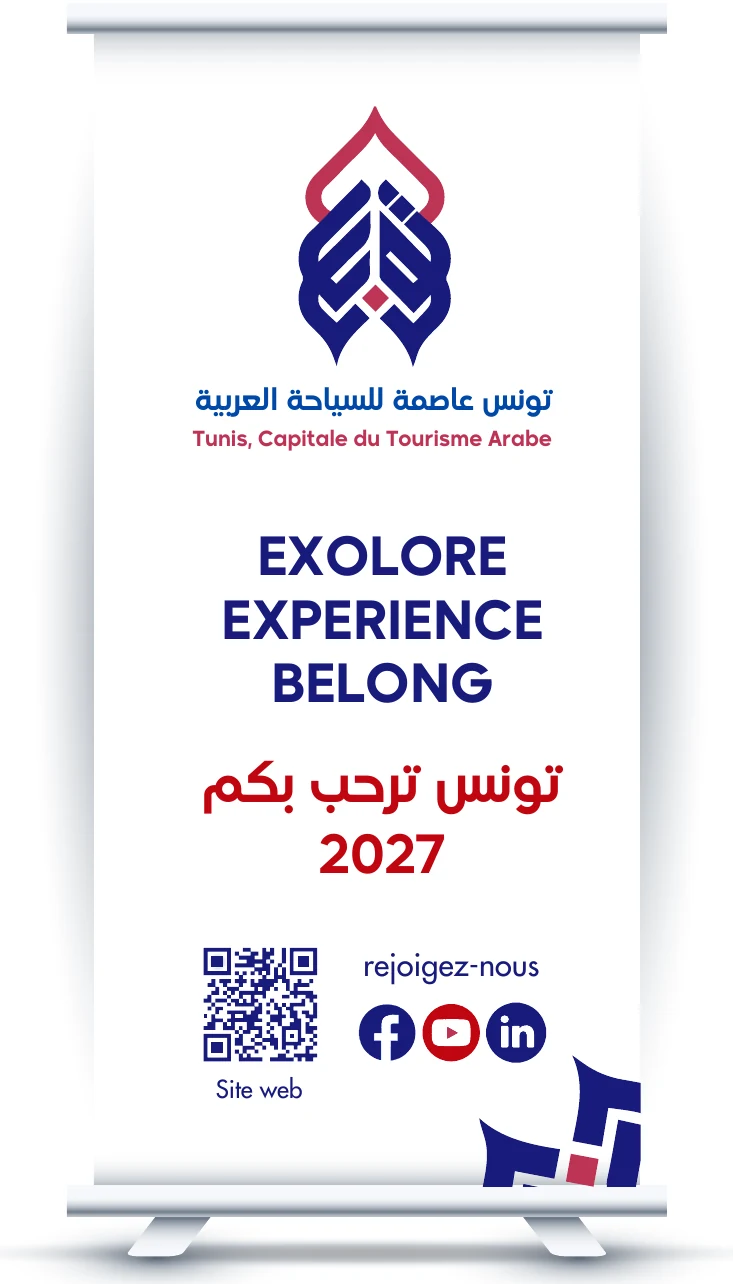 تونس عاصمة للسياحة العربية
Tunis, Capitale du Tourisme Arabe
EXOLORE
EXPERIENCE
BELONG
تونس ترحب بكم
2027
rejoigez-nous
Site web